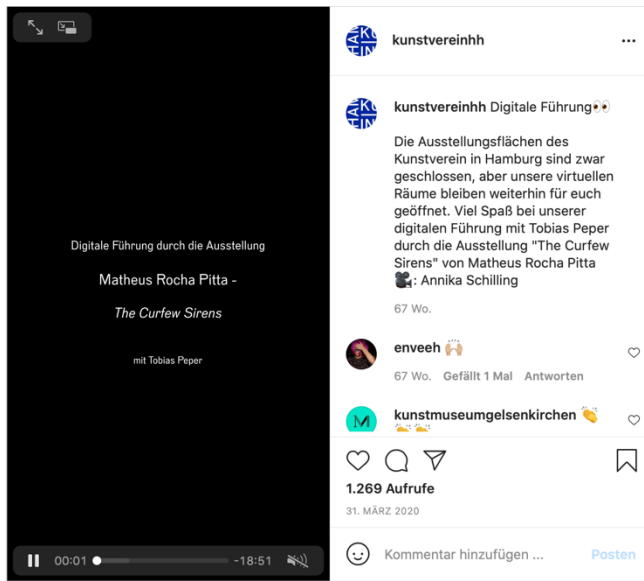 Digitale Führung durch die Ausstellung
Matheus Rocha Pitta -
The Curfew Sirens
mit Tobias Peper
00:01
-18:51
kunstvereinhh
kunstvereinhh Digitale Führung👀
Die Ausstellungsflächen des
Kunstverein in Hamburg sind zwar
geschlossen, aber unsere virtuellen
Räume bleiben weiterhin für euch
geöffnet. Viel Spaß bei unserer
digitalen Führung mit Tobias Peper
durch die Ausstellung "The Curfew
Sirens" von Matheus Rocha Pitta
🎥: Annika Schilling
67 Wo.
enveeh 🙌🏼
67 Wo. Gefällt 1 Mal Antworten
M
kunstmuseumgelsenkirchen 👏
👏👏
1.269 Aufrufe
31. MÄRZ 2020
Kommentar hinzufügen ... Posten